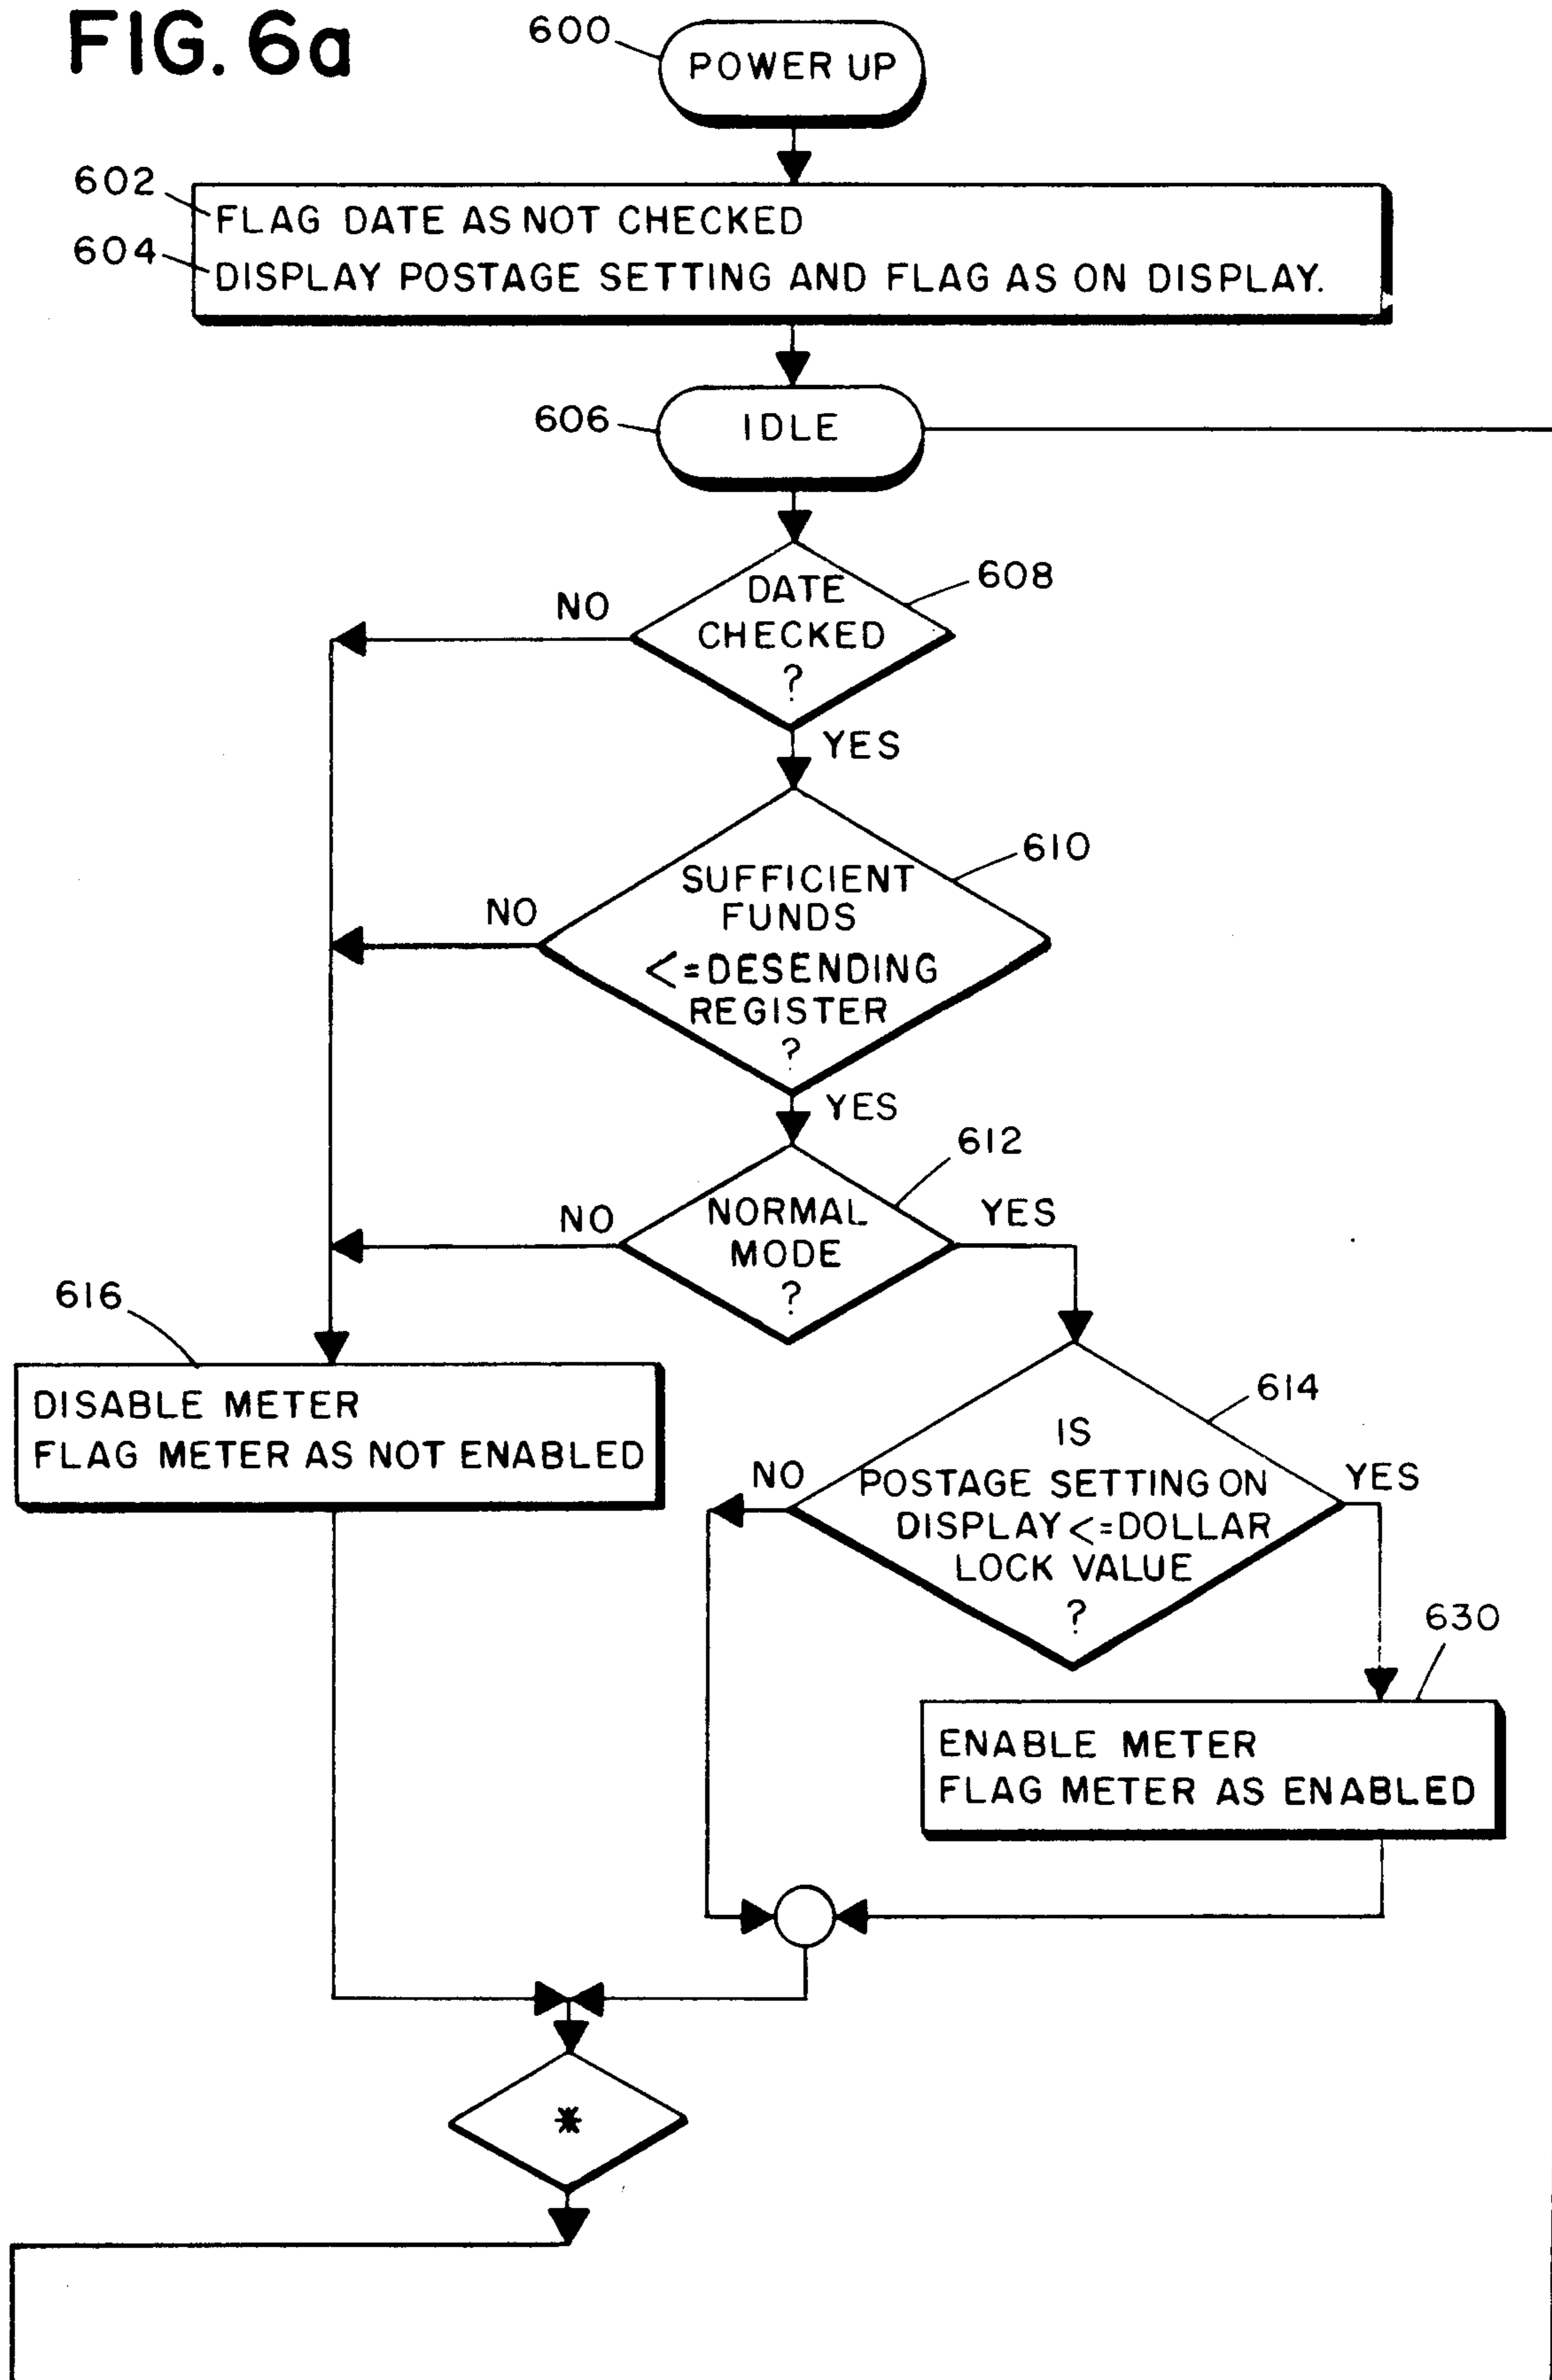 FIG. 6a
600
POWER UP
602
FLAG DATE AS NOT CHECKED
604
DISPLAY POSTAGE SETTING AND FLAG AS ON DISPLAY.
606
IDLE
608
NO
DATE
CHECKED
?
YES
610
NO
SUFFICIENT
FUNDS
<=DESENDING
REGISTER
?
YES
612
NO
NORMAL
MODE
?
YES
616
DISABLE METER
FLAG METER AS NOT ENABLED
614
NO
IS
POSTAGE SETTING ON
DISPLAY <=DOLLAR
LOCK VALUE
?
YES
630
ENABLE METER
FLAG METER AS ENABLED
*